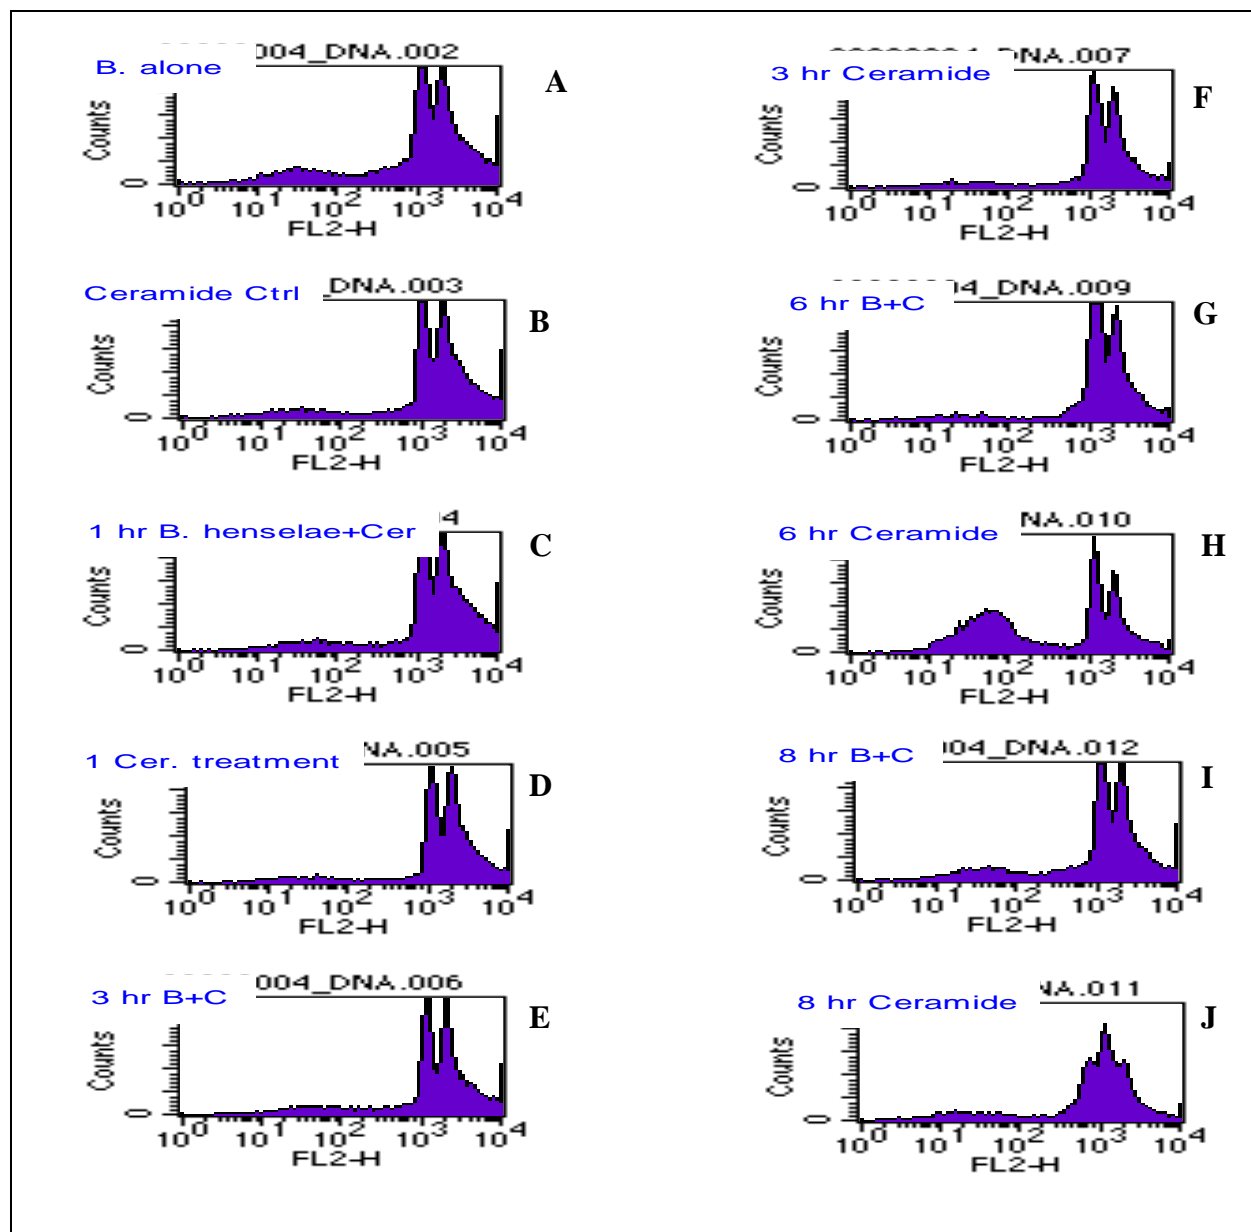 004_DNA.002
B. alone
A
Counts
0
10^0 10^1 10^2 10^3 10^4
FL2-H
DNA.007
3 hr Ceramide
F
Counts
0
10^0 10^1 10^2 10^3 10^4
FL2-H
_DNA.003
Ceramide Ctrl
B
Counts
0
10^0 10^1 10^2 10^3 10^4
FL2-H
04_DNA.009
6 hr B+C
G
Counts
0
10^0 10^1 10^2 10^3 10^4
FL2-H
4
1 hr B. henselae+Cer
C
Counts
0
10^0 10^1 10^2 10^3 10^4
FL2-H
NA.010
6 hr Ceramide
H
Counts
0
10^0 10^1 10^2 10^3 10^4
FL2-H
NA.005
1 Cer. treatment
D
Counts
0
10^0 10^1 10^2 10^3 10^4
FL2-H
004_DNA.012
8 hr B+C
I
Counts
0
10^0 10^1 10^2 10^3 10^4
FL2-H
004_DNA.006
3 hr B+C
E
Counts
0
10^0 10^1 10^2 10^3 10^4
FL2-H
NA.011
8 hr Ceramide
J
Counts
0
10^0 10^1 10^2 10^3 10^4
FL2-H